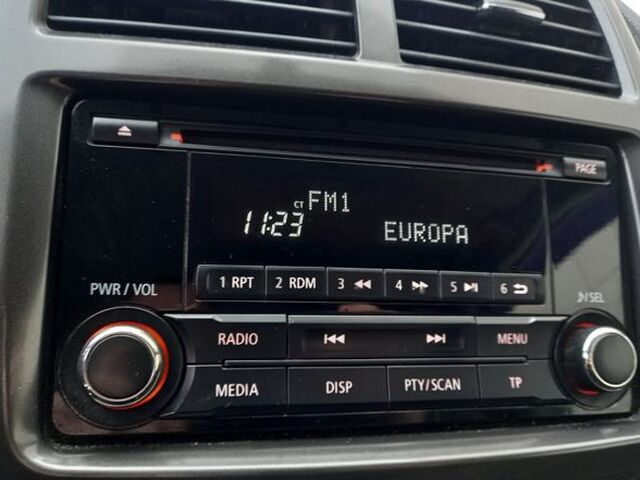 PAGE
CT FM1
11:23 EUROPA
1 RPT 2 RDM 3 4 5 6
PWR / VOL
♪/SEL
RADIO MENU
MEDIA DISP PTY/SCAN TP